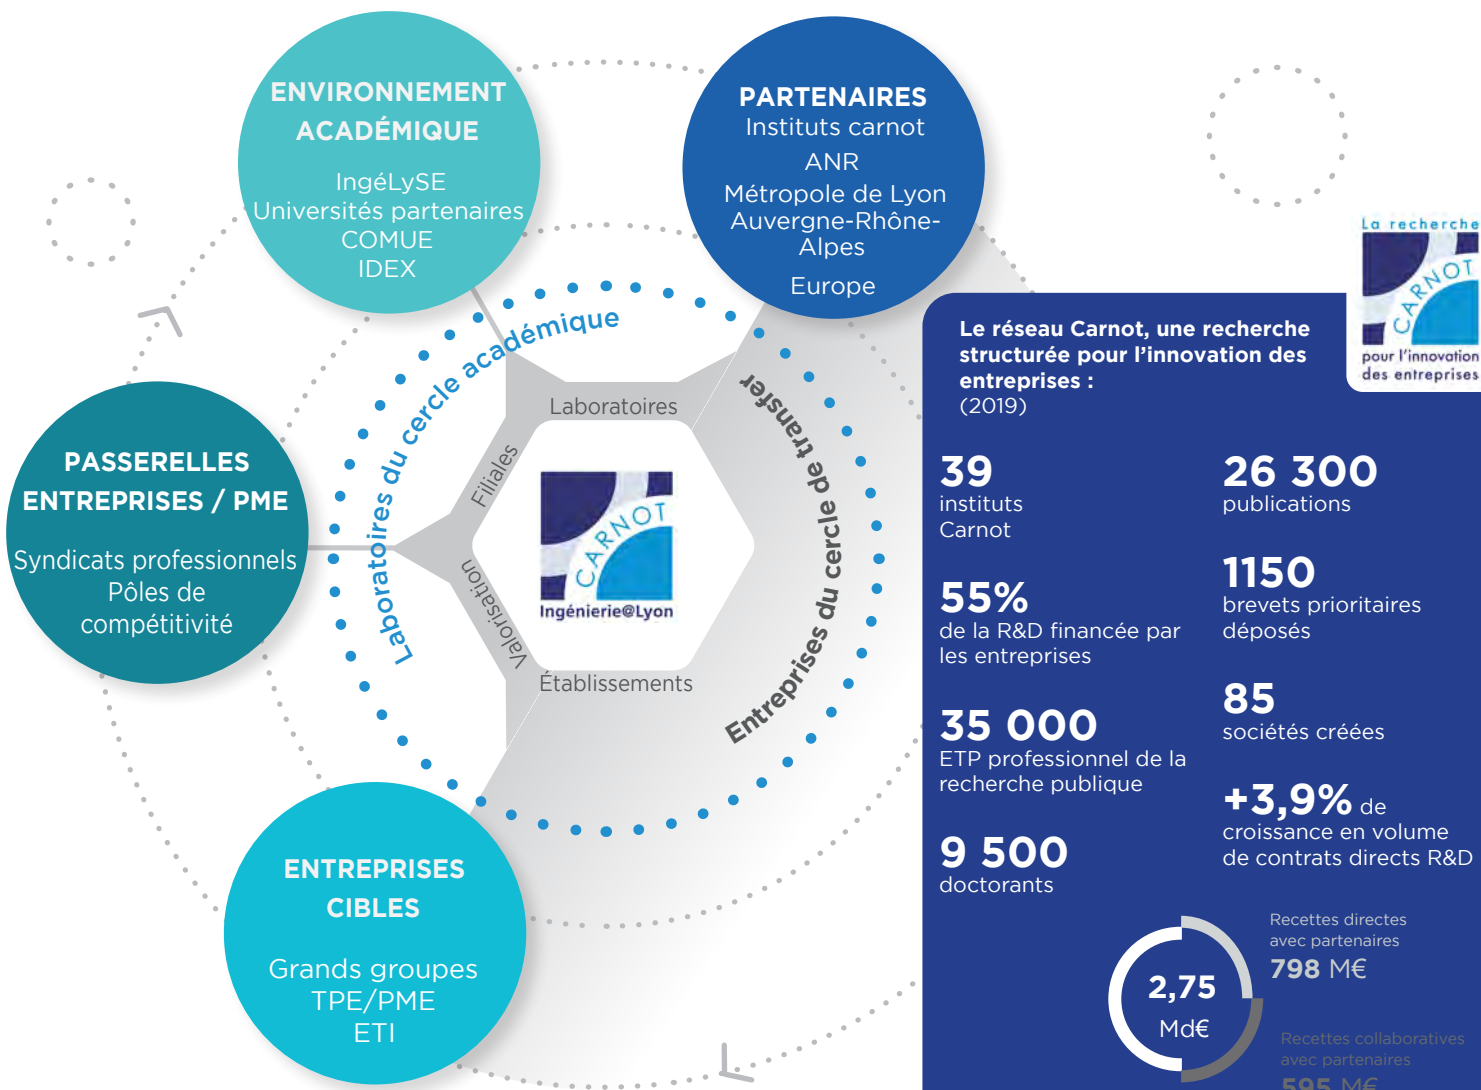 ENVIRONNEMENT
ACADÉMIQUE
IngéLySE
Universités partenaires
COMUE
IDEX
PARTENAIRES
Instituts carnot
ANR
Métropole de Lyon
Auvergne-Rhône-
Alpes
Europe
PASSERELLES
ENTREPRISES / PME
Syndicats professionnels
Pôles de
compétitivité
ENTREPRISES
CIBLES
Grands groupes
TPE/PME
ETI
Laboratoires du cercle académique
Entreprises du cercle de transfer
Laboratoires
Filiales
Valorisation
Établissements
CARNOT
Ingénierie@Lyon
La recherche
CARNOT
pour l'innovation
des entreprises
Le réseau Carnot, une recherche
structurée pour l'innovation des
entreprises :
(2019)
39
instituts
Carnot
55%
de la R&D financée par
les entreprises
35 000
ETP professionnel de la
recherche publique
9 500
doctorants
26 300
publications
1150
brevets prioritaires
déposés
85
sociétés créées
+3,9% de
croissance en volume
de contrats directs R&D
2,75
Md€
Recettes directes
avec partenaires
798 M€
Recettes collaboratives
avec partenaires
595 M€